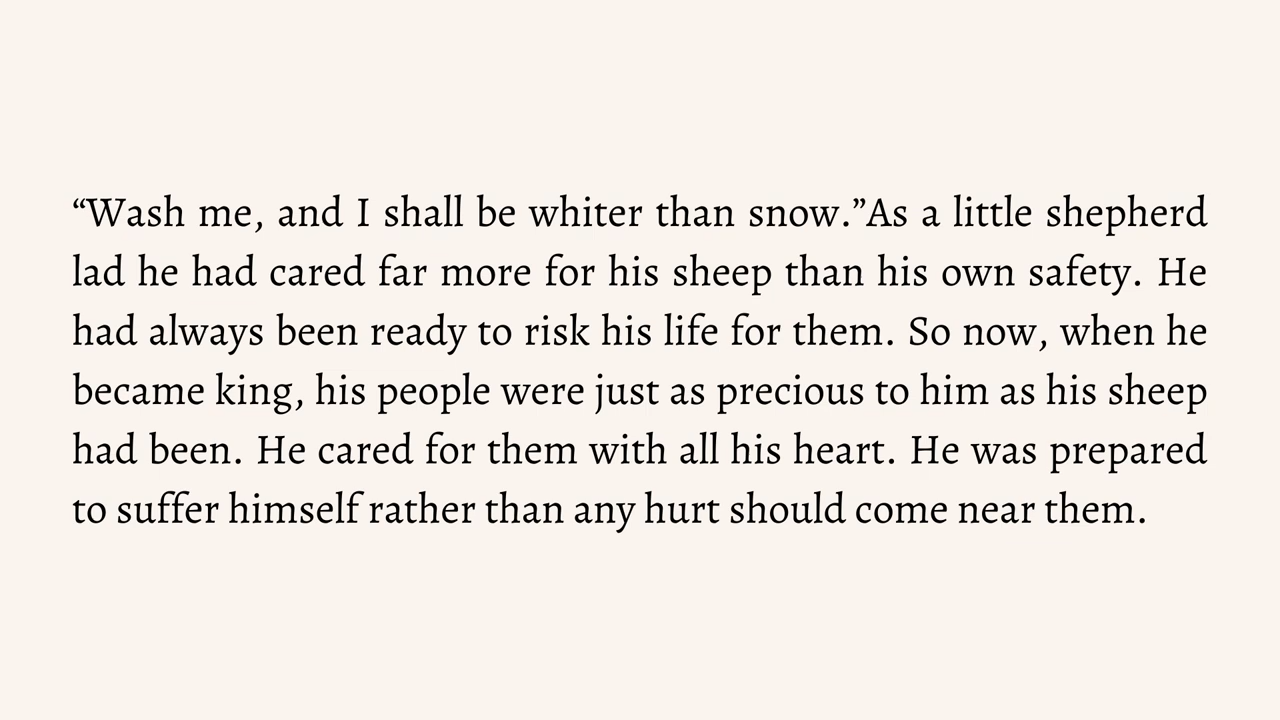 “Wash me, and I shall be whiter than snow.”As a little shepherd
lad he had cared far more for his sheep than his own safety. He
had always been ready to risk his life for them. So now, when he
became king, his people were just as precious to him as his sheep
had been. He cared for them with all his heart. He was prepared
to suffer himself rather than any hurt should come near them.